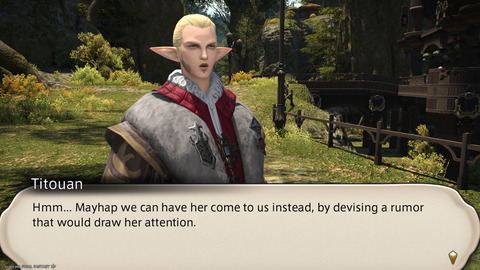 Titouan
Hmm... Mayhap we can have her come to us instead, by devising a rumor
that would draw her attention.